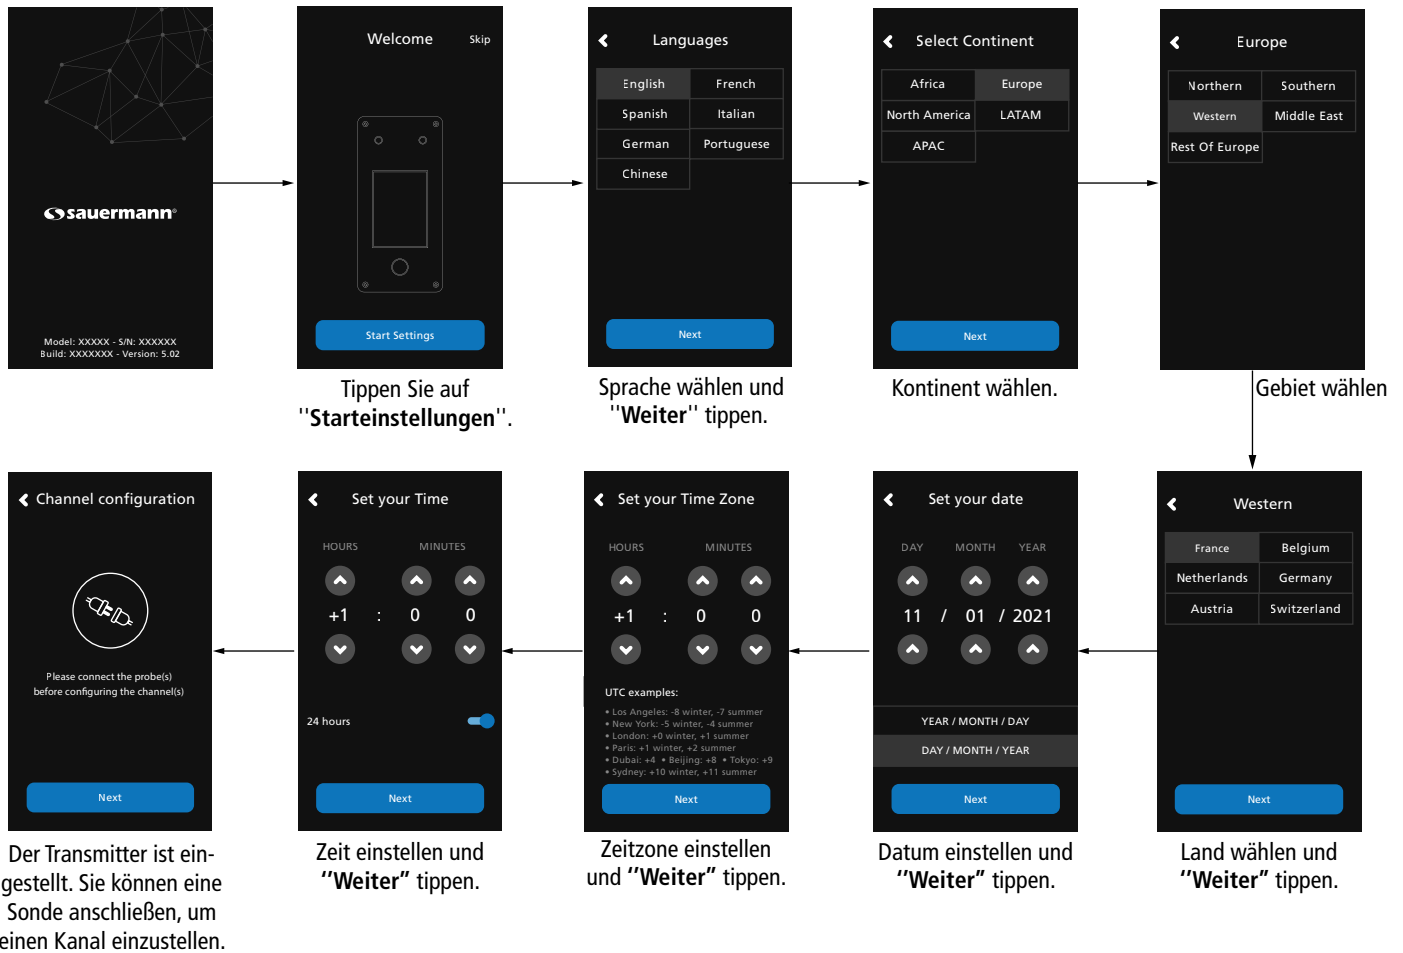 sauermann®
Model: XXXXX - S/N: XXXXXX
Build: XXXXXXX - Version: 5.02
Welcome
Skip
Start Settings
Tippen Sie auf
''Starteinstellungen''.
Languages
English French
Spanish Italian
German Portuguese
Chinese
Next
Sprache wählen und
''Weiter'' tippen.
Select Continent
Africa Europe
North America LATAM
APAC
Next
Kontinent wählen.
Europe
Northern Southern
Western Middle East
Rest Of Europe
Gebiet wählen
Western
France Belgium
Netherlands Germany
Austria Switzerland
Next
Land wählen und
''Weiter" tippen.
Set your date
DAY MONTH YEAR
11 / 01 / 2021
YEAR / MONTH / DAY
DAY / MONTH / YEAR
Next
Datum einstellen und
''Weiter" tippen.
Set your Time Zone
HOURS MINUTES
+1 : 0 0
UTC examples:
• Los Angeles: -8 winter, -7 summer
• New York: -5 winter, -4 summer
• London: +0 winter, +1 summer
• Paris: +1 winter, +2 summer
• Dubai: +4 • Beijing: +8 • Tokyo: +9
• Sydney: +10 winter, +11 summer
Next
Zeitzone einstellen
und ''Weiter" tippen.
Set your Time
HOURS MINUTES
+1 : 0 0
24 hours
Next
Zeit einstellen und
''Weiter" tippen.
Channel configuration
Please connect the probe(s)
before configuring the channel(s)
Next
Der Transmitter ist ein-
gestellt. Sie können eine
Sonde anschließen, um
einen Kanal einzustellen.